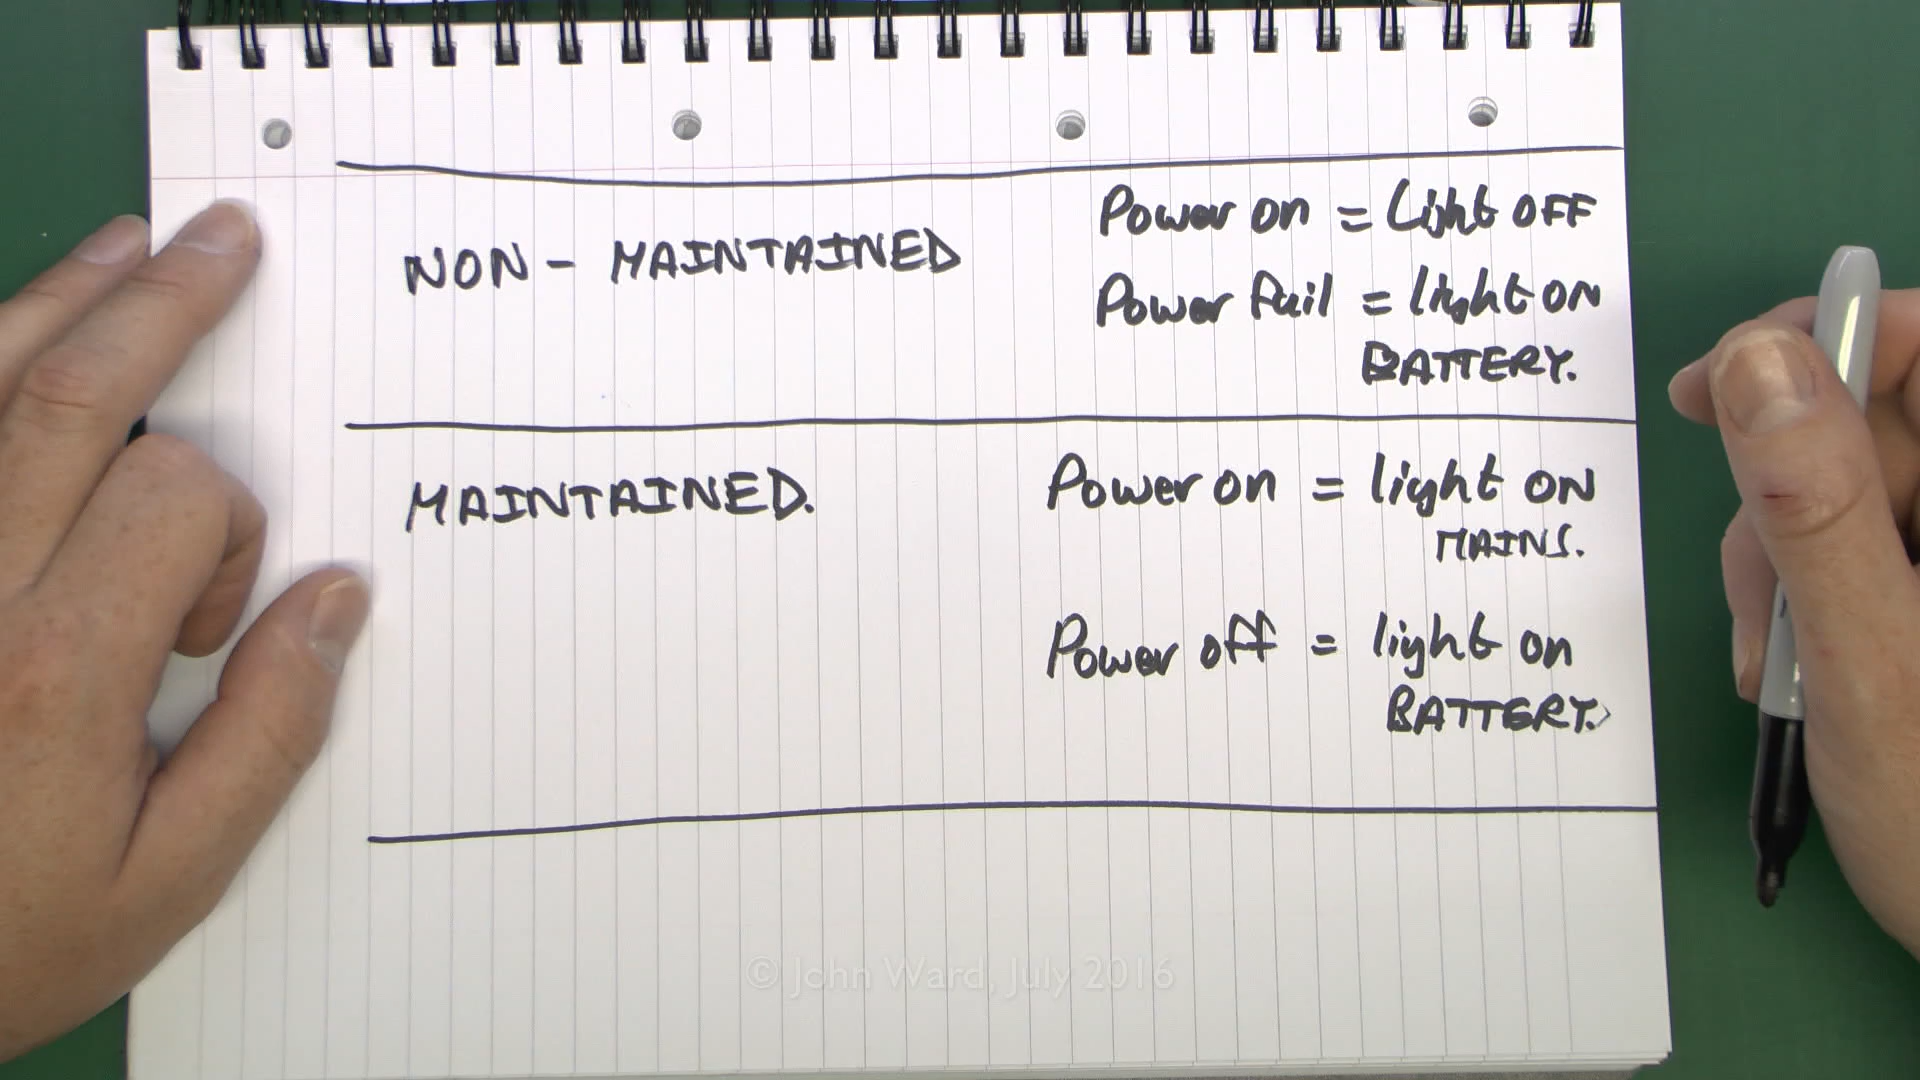 NON - MAINTAINED
Power on = Light OFF
Power fail = light ON
BATTERY.
MAINTAINED.
Power on = light ON
MAINS.
Power off = light on
BATTERY.
© John Ward, July 2016